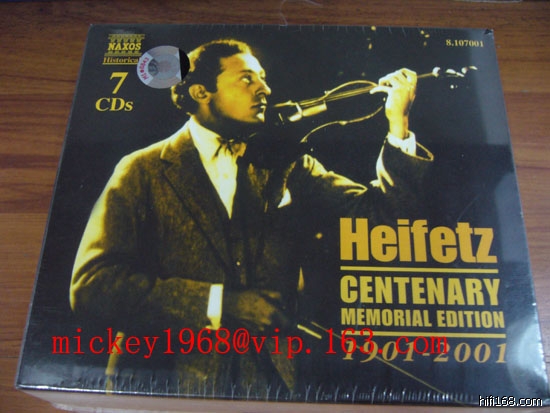 NAXOS
Historical
8.107001
7
CDs
Heifetz
CENTENARY
MEMORIAL EDITION
mickey1968@vip.163.com
1901-2001
hifi168.com